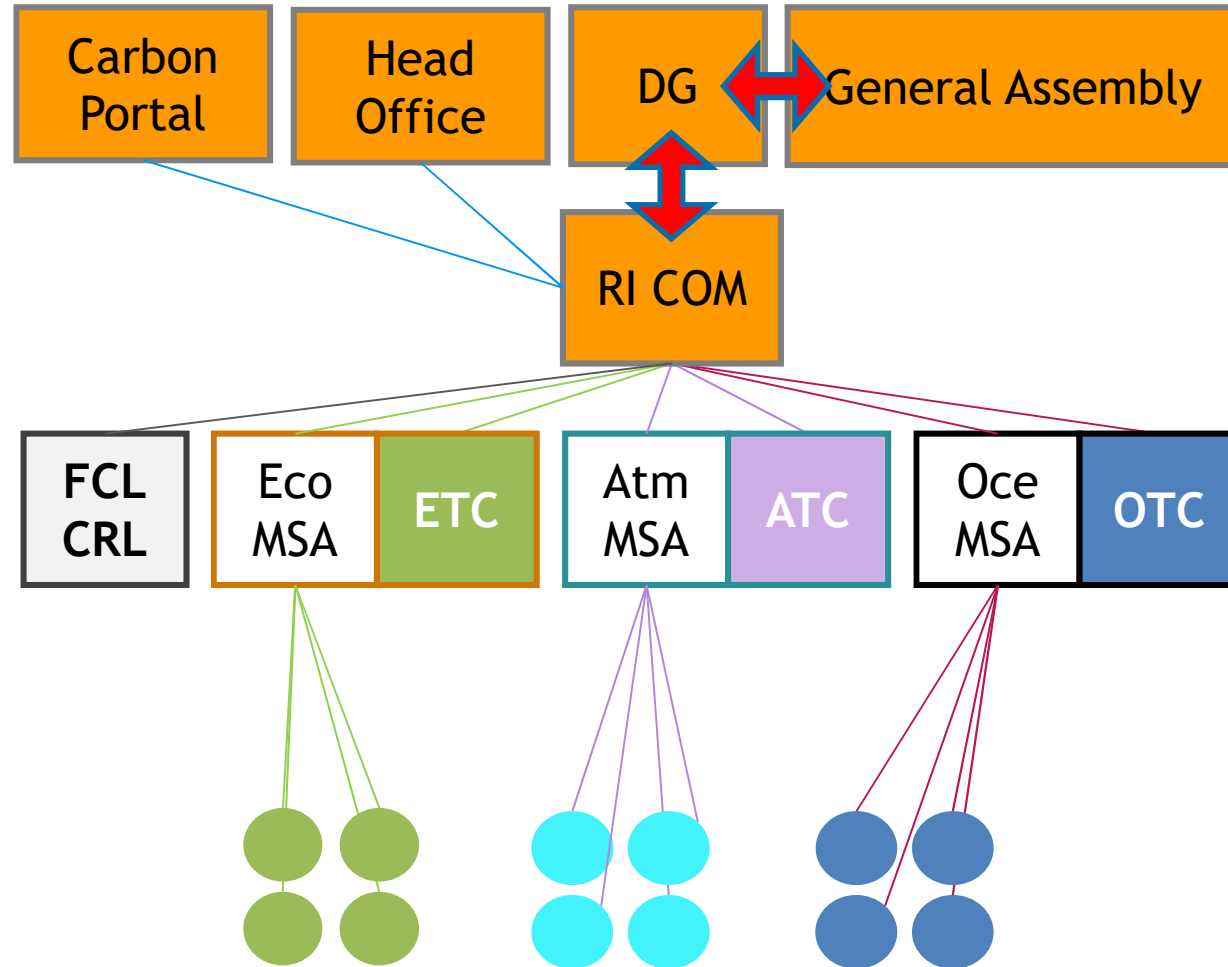 Carbon
Portal
Head
Office
DG
General Assembly
RI COM
FCL
CRL
Eco
MSA
ETC
Atm
MSA
ATC
Oce
MSA
OTC